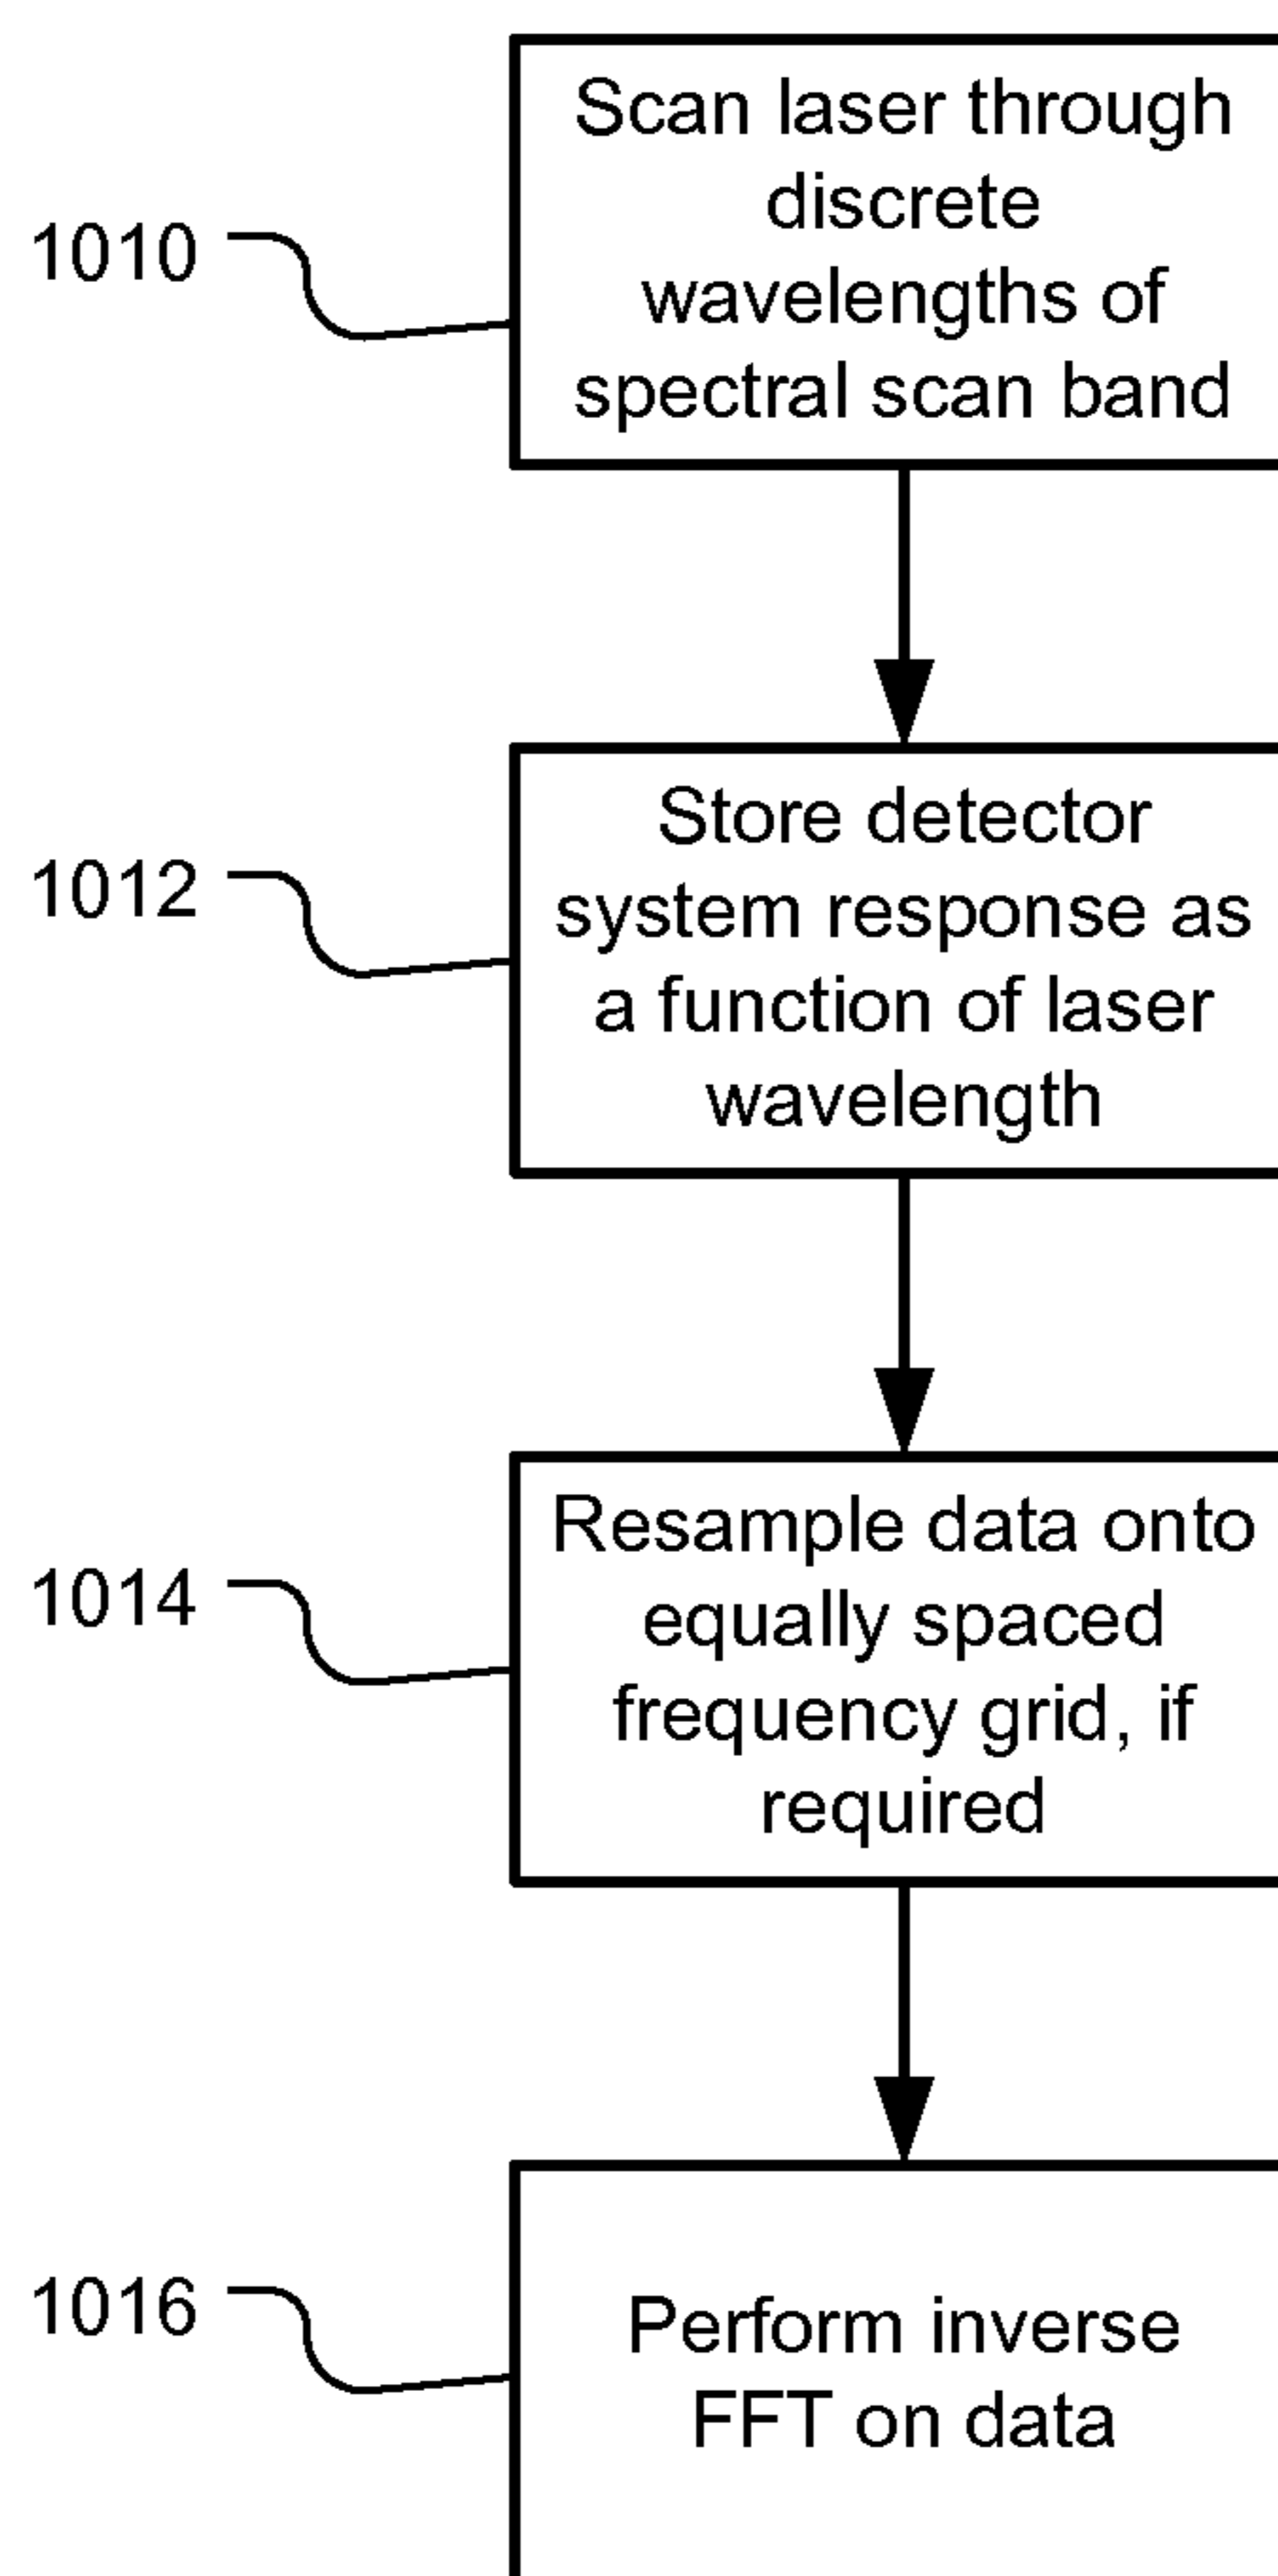 Scan laser through
discrete
1010
wavelengths of
spectral scan band
Store detector
1012
system response as
a function of laser
wavelength
Resample data onto
1014
equally spaced
frequency grid, if
required
1016
Perform inverse
FFT on data